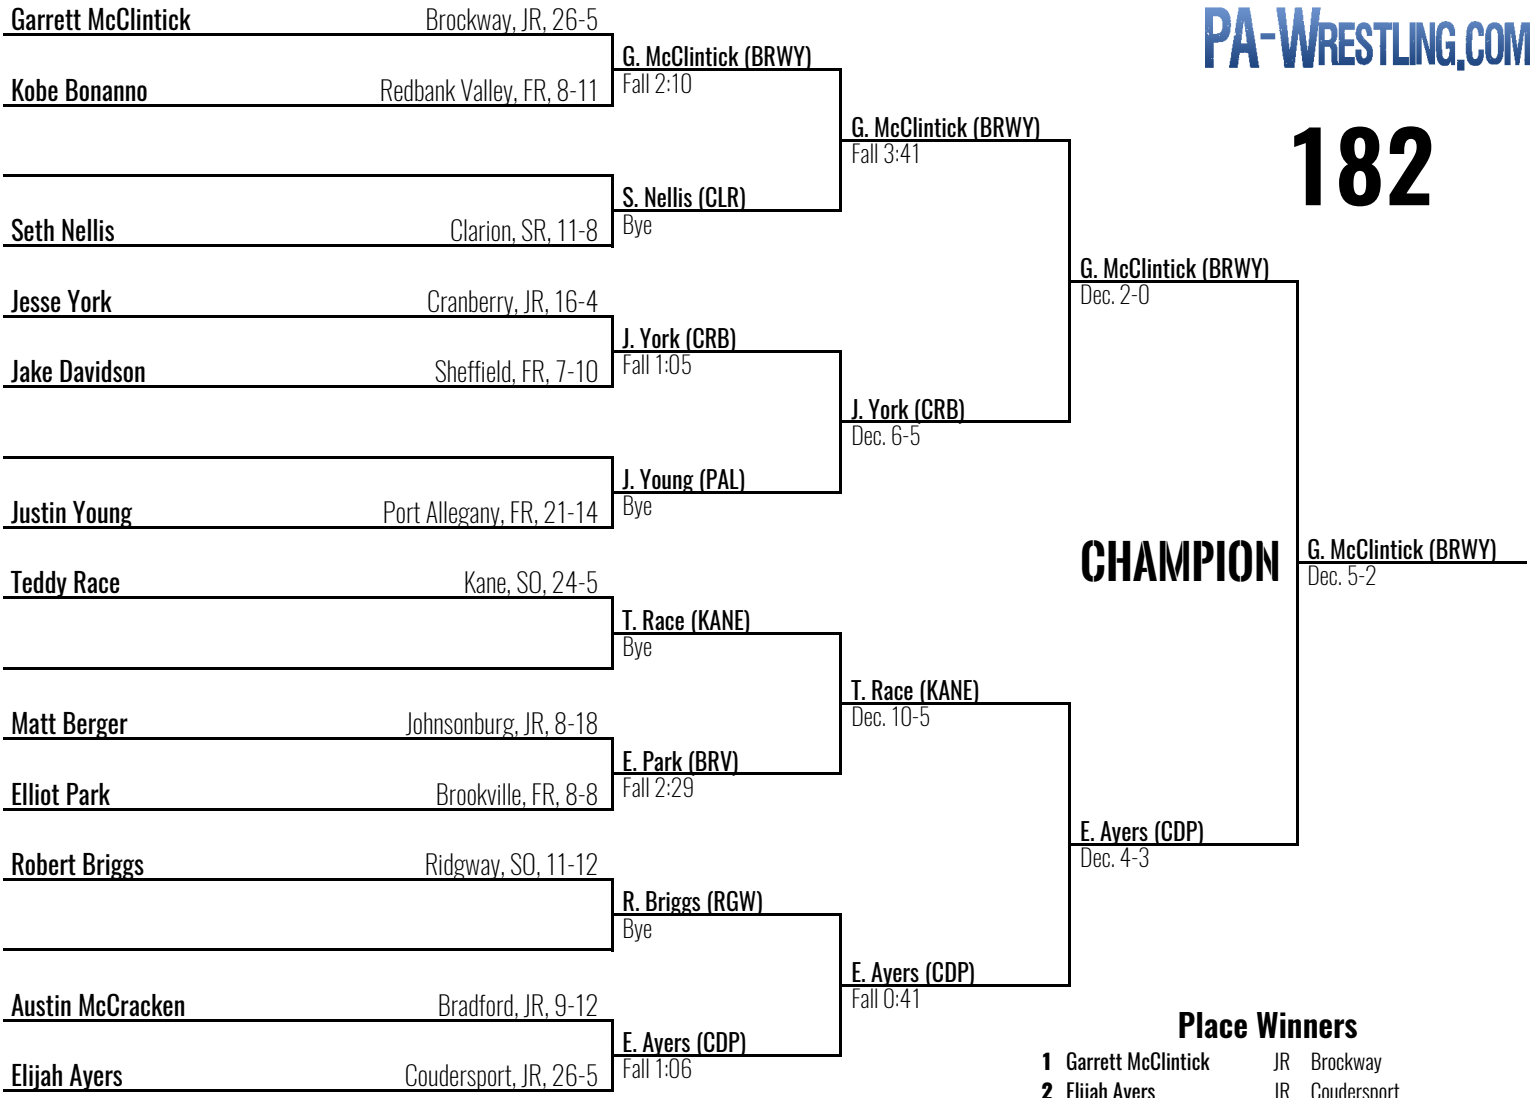 PA-WRESTLING.COM
182
Garrett McClintick Brockway, JR, 26-5
Kobe Bonanno Redbank Valley, FR, 8-11
Seth Nellis Clarion, SR, 11-8
Jesse York Cranberry, JR, 16-4
Jake Davidson Sheffield, FR, 7-10
Justin Young Port Allegany, FR, 21-14
Teddy Race Kane, SO, 24-5
Matt Berger Johnsonburg, JR, 8-18
Elliot Park Brookville, FR, 8-8
Robert Briggs Ridgway, SO, 11-12
Austin McCracken Bradford, JR, 9-12
Elijah Ayers Coudersport, JR, 26-5
G. McClintick (BRWY)
Fall 2:10
S. Nellis (CLR)
Bye
J. York (CRB)
Fall 1:05
J. Young (PAL)
Bye
T. Race (KANE)
Bye
E. Park (BRV)
Fall 2:29
R. Briggs (RGW)
Bye
E. Ayers (CDP)
Fall 1:06
G. McClintick (BRWY)
Fall 3:41
J. York (CRB)
Dec. 6-5
T. Race (KANE)
Dec. 10-5
E. Ayers (CDP)
Fall 0:41
G. McClintick (BRWY)
Dec. 2-0
E. Ayers (CDP)
Dec. 4-3
CHAMPION
G. McClintick (BRWY)
Dec. 5-2
Place Winners
1 Garrett McClintick JR Brockway
2 Elijah Ayers JR Coudersport